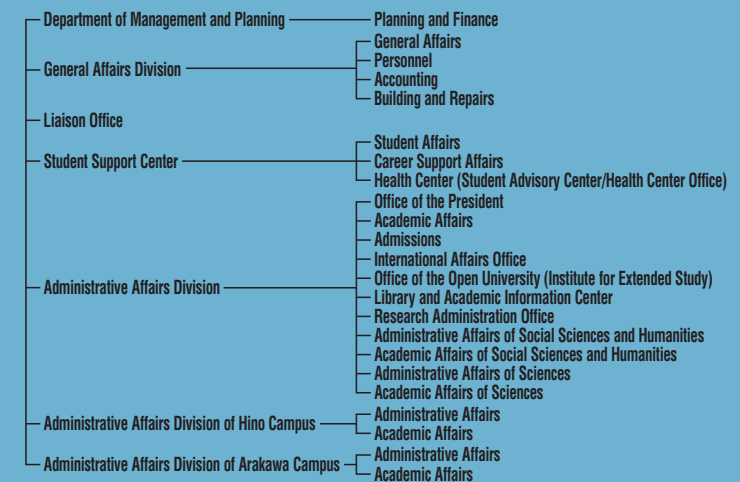 Department of Management and Planning
Planning and Finance
General Affairs Division
General Affairs
Personnel
Accounting
Building and Repairs
Liaison Office
Student Support Center
Student Affairs
Career Support Affairs
Health Center (Student Advisory Center/Health Center Office)
Administrative Affairs Division
Office of the President
Academic Affairs
Admissions
International Affairs Office
Office of the Open University (Institute for Extended Study)
Library and Academic Information Center
Research Administration Office
Administrative Affairs of Social Sciences and Humanities
Academic Affairs of Social Sciences and Humanities
Administrative Affairs of Sciences
Academic Affairs of Sciences
Administrative Affairs Division of Hino Campus
Administrative Affairs
Academic Affairs
Administrative Affairs Division of Arakawa Campus
Administrative Affairs
Academic Affairs